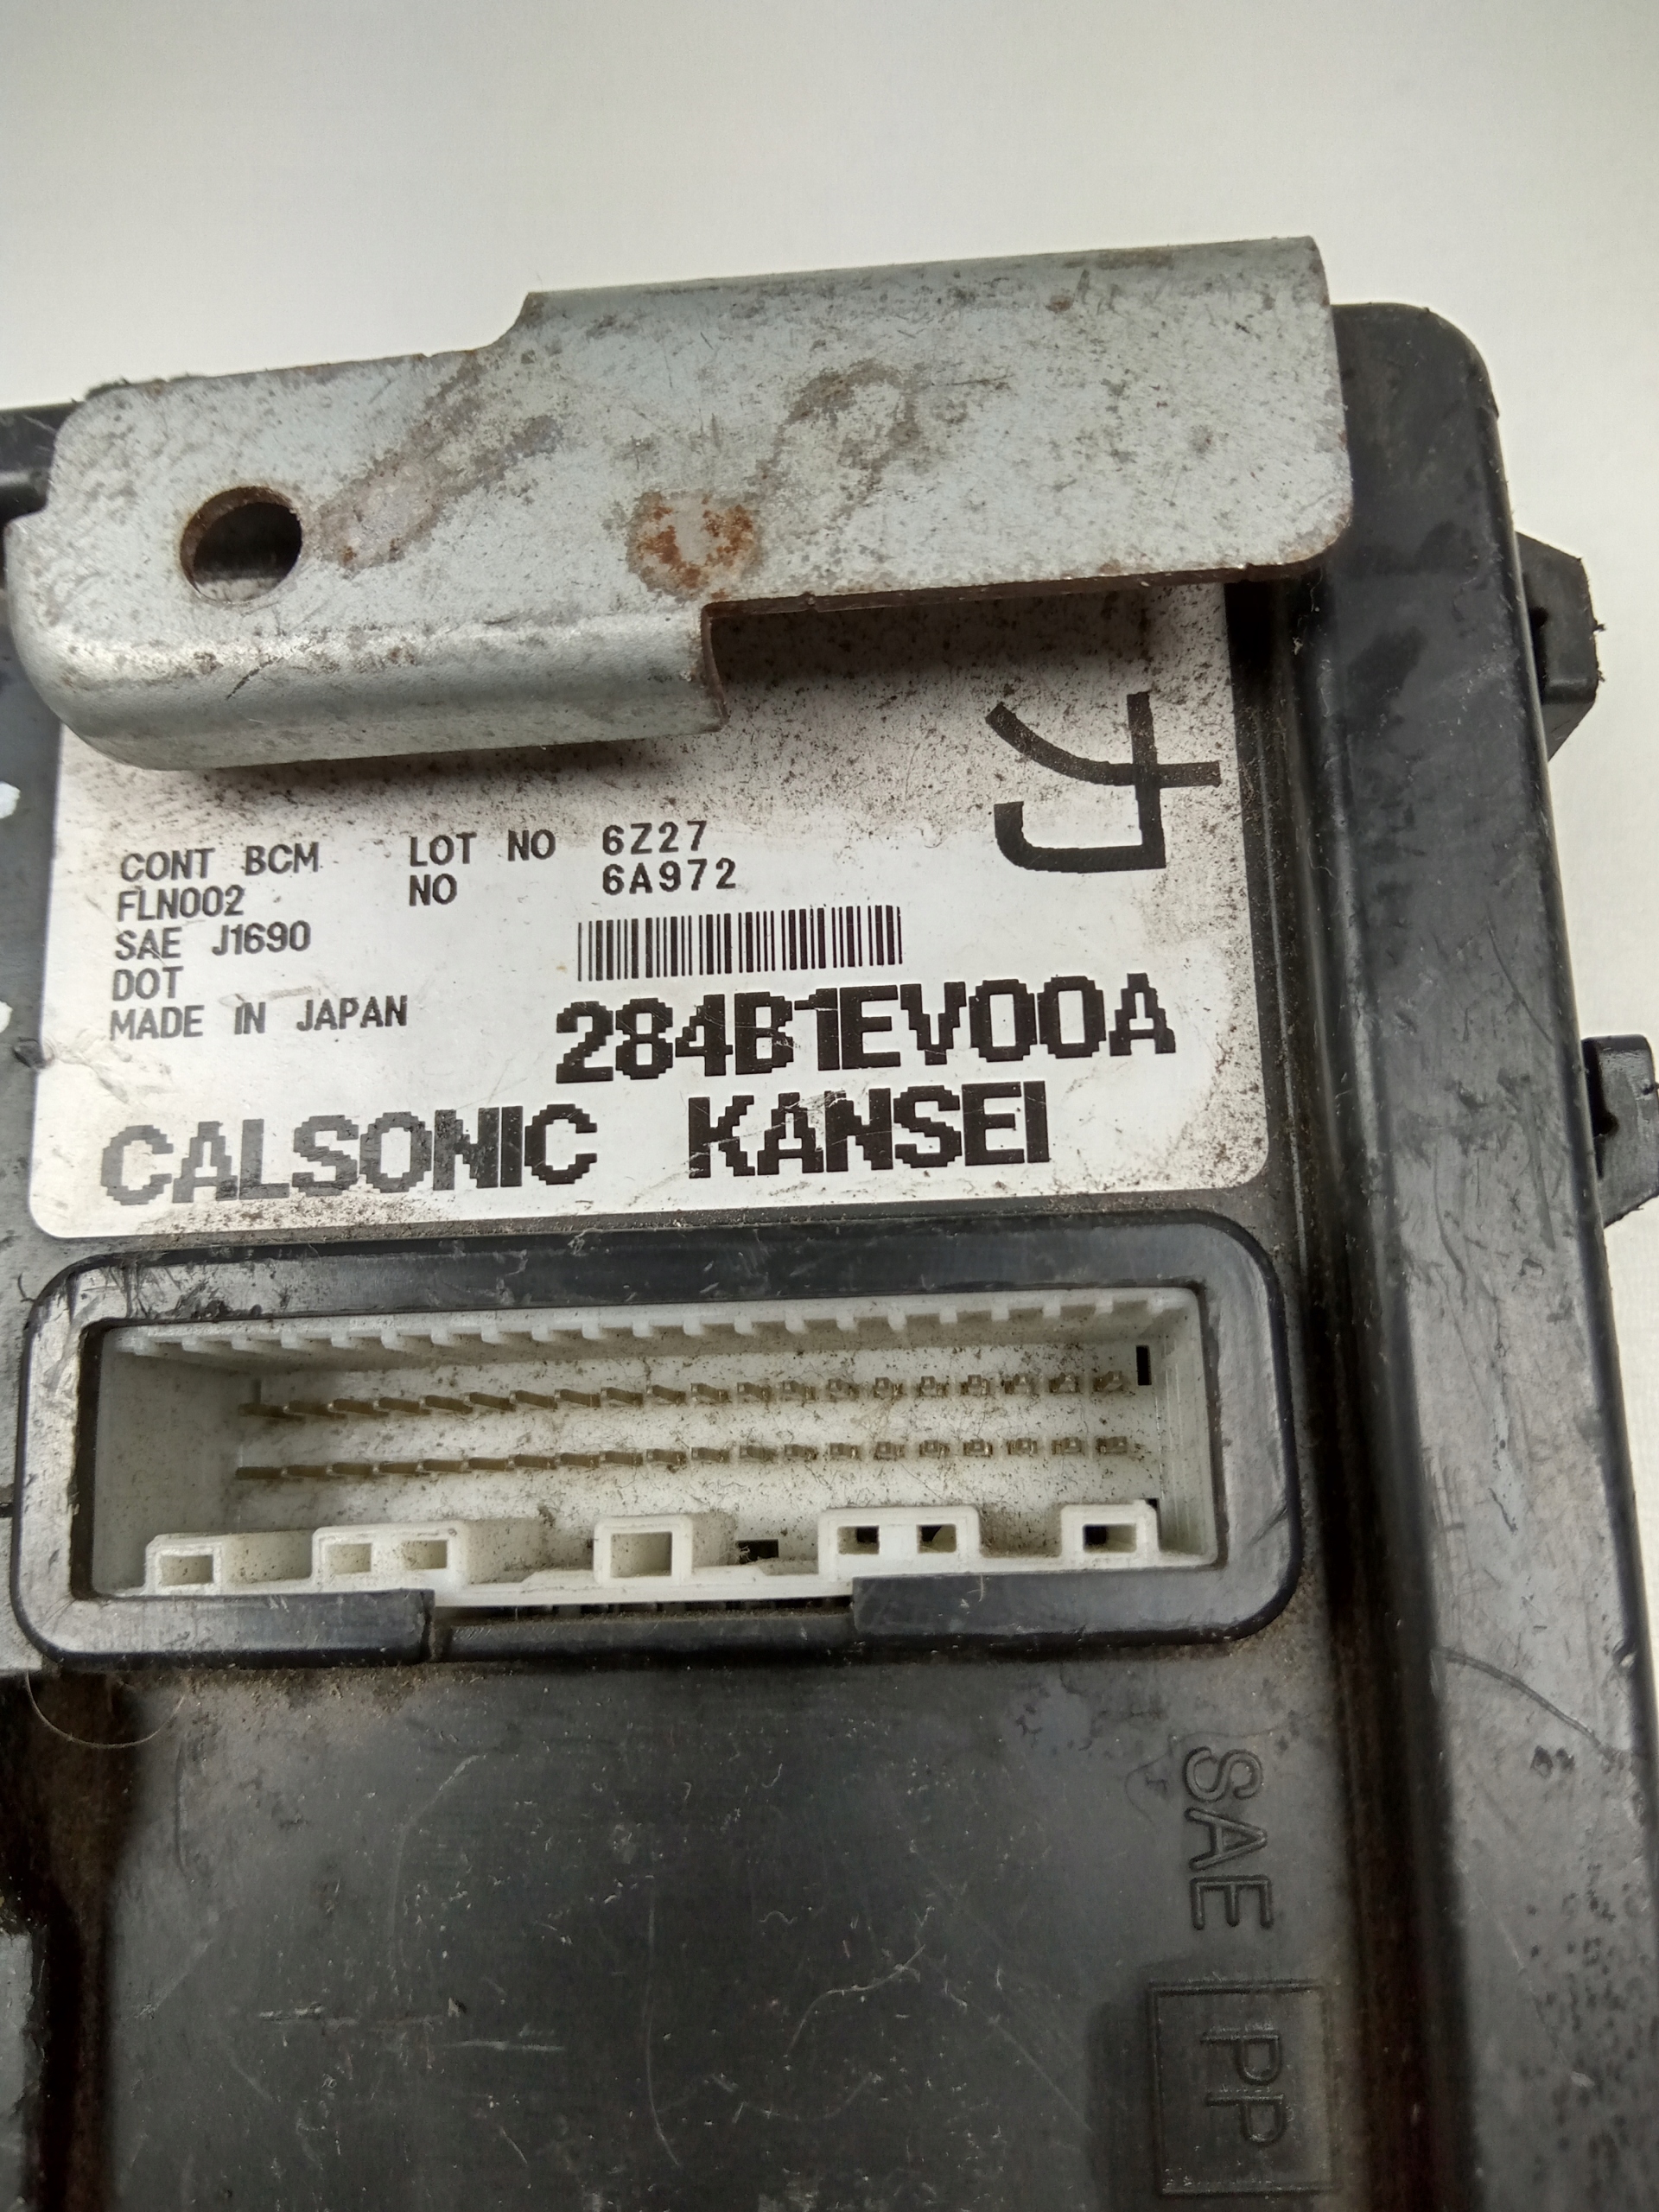 CONT BCM LOT NO 6Z27
FLN002 NO 6A972
SAE J1690
DOT
MADE IN JAPAN
284B1EV00A
CALSONIC KANSEI
SAE
PP